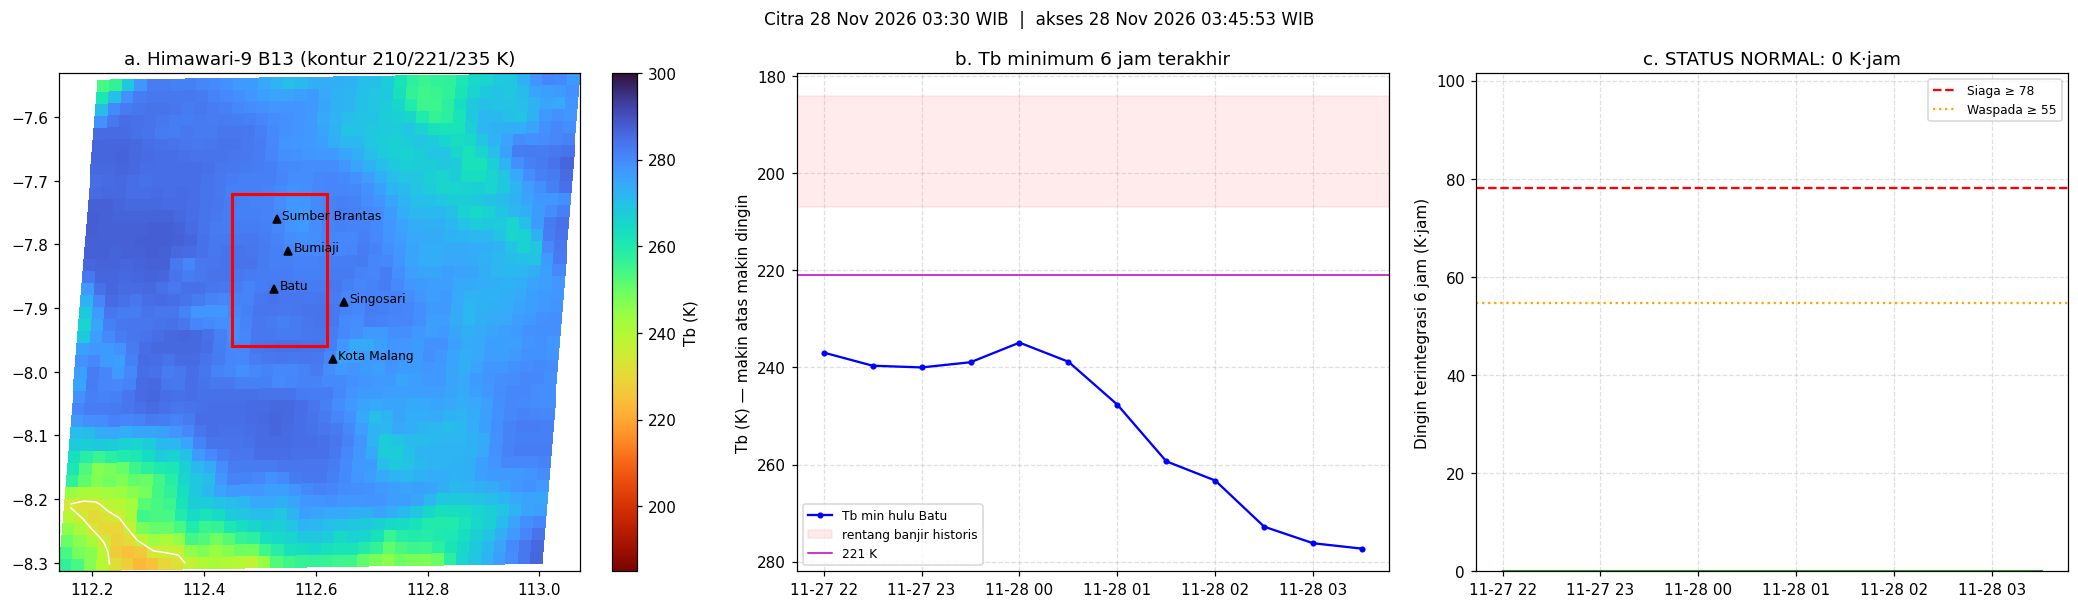 Citra 28 Nov 2026 03:30 WIB | akses 28 Nov 2026 03:45:53 WIB
a. Himawari-9 B13 (kontur 210/221/235 K)
−7.6
−7.7
−7.8
−7.9
−8.0
−8.1
−8.2
−8.3
112.2
112.4
112.6
112.8
113.0
Sumber Brantas
Bumiaji
Batu
Singosari
Kota Malang
300
280
260
240
220
200
Tb (K)
b. Tb minimum 6 jam terakhir
Tb (K) — makin atas makin dingin
180
200
220
240
260
280
Tb min hulu Batu
rentang banjir historis
221 K
11-27 22
11-27 23
11-28 00
11-28 01
11-28 02
11-28 03
c. STATUS NORMAL: 0 K·jam
Dingin terintegrasi 6 jam (K·jam)
100
80
60
40
20
0
Siaga ≥ 78
Waspada ≥ 55
11-27 22
11-27 23
11-28 00
11-28 01
11-28 02
11-28 03